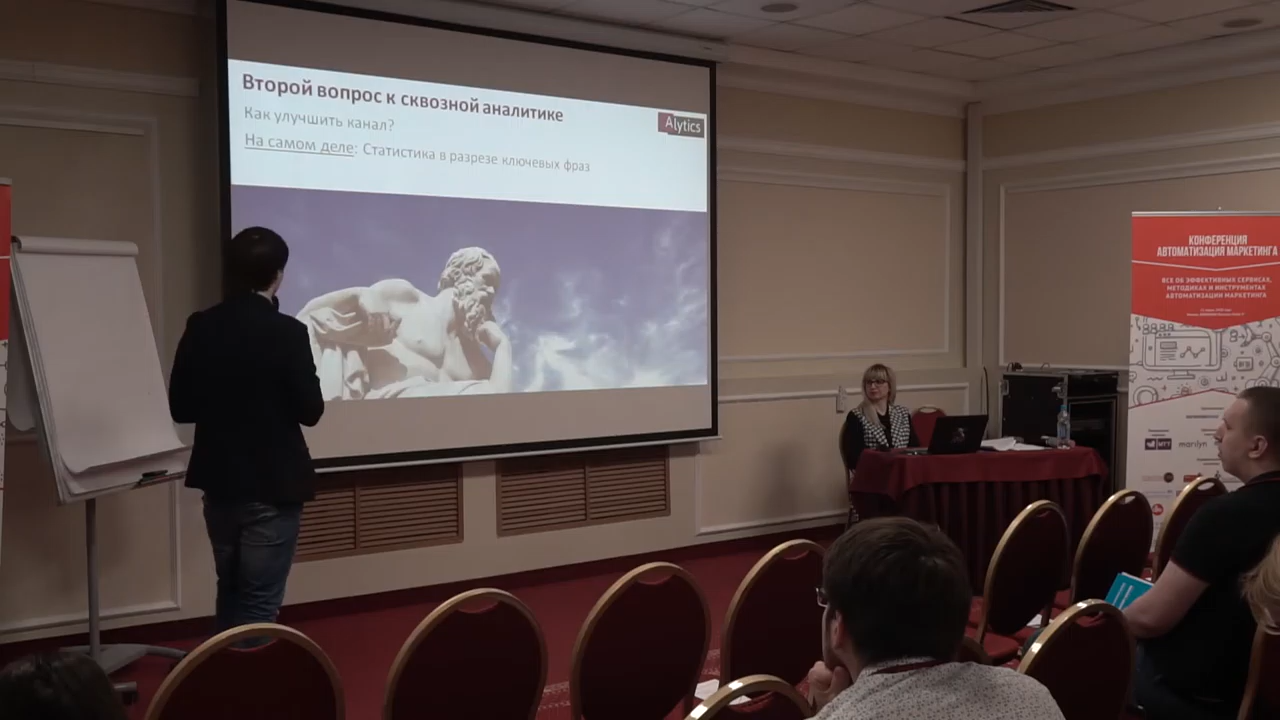 Второй вопрос к сквозной аналитике
Как улучшить канал?
На самом деле: Статистика в разрезе ключевых фраз
Alytics
КОНФЕРЕНЦИЯ
АВТОМАТИЗАЦИЯ МАРКЕТИНГА
ВСЕ ОБ ЭФФЕКТИВНЫХ СЕРВИСАХ,
МЕТОДИКАХ И ИНСТРУМЕНТАХ
АВТОМАТИЗАЦИИ МАРКЕТИНГА
МТТ
marilyn